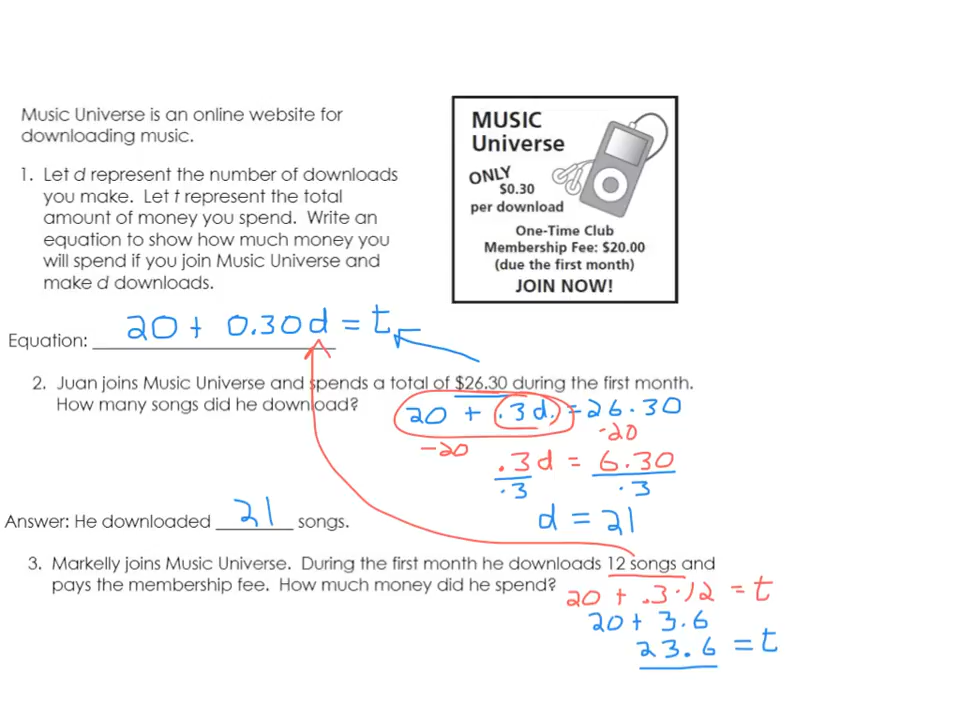 Music Universe is an online website for
downloading music.
1. Let d represent the number of downloads
you make. Let t represent the total
amount of money you spend. Write an
equation to show how much money you
will spend if you join Music Universe and
make d downloads.
MUSIC
Universe
ONLY
$0.30
per download
One-Time Club
Membership Fee: $20.00
(due the first month)
JOIN NOW!
Equation: 20 + 0.30d = t
2. Juan joins Music Universe and spends a total of $26.30 during the first month.
How many songs did he download?
20 + .3d. = 26.30
-20 -20
.3d = 6.30
.3 .3
d = 21
Answer: He downloaded 21 songs.
3. Markelly joins Music Universe. During the first month he downloads 12 songs and
pays the membership fee. How much money did he spend?
20 + .3·12 = t
20 + 3.6
23.6 = t